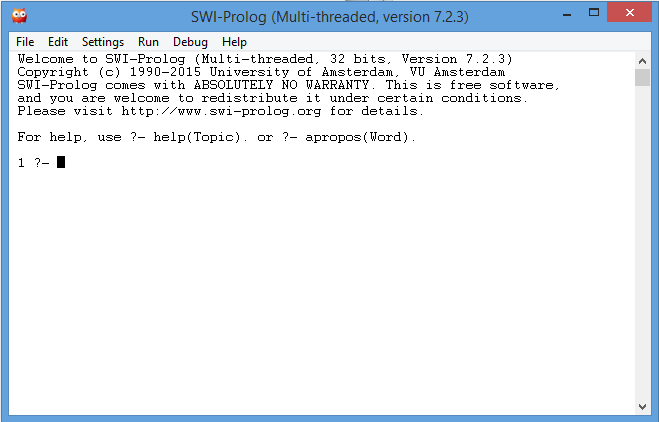 SWI-Prolog (Multi-threaded, version 7.2.3)
File Edit Settings Run Debug Help
Welcome to SWI-Prolog (Multi-threaded, 32 bits, Version 7.2.3)
Copyright (c) 1990-2015 University of Amsterdam, VU Amsterdam
SWI-Prolog comes with ABSOLUTELY NO WARRANTY. This is free software,
and you are welcome to redistribute it under certain conditions.
Please visit http://www.swi-prolog.org for details.
For help, use ?- help(Topic). or ?- apropos(Word).
1 ?-